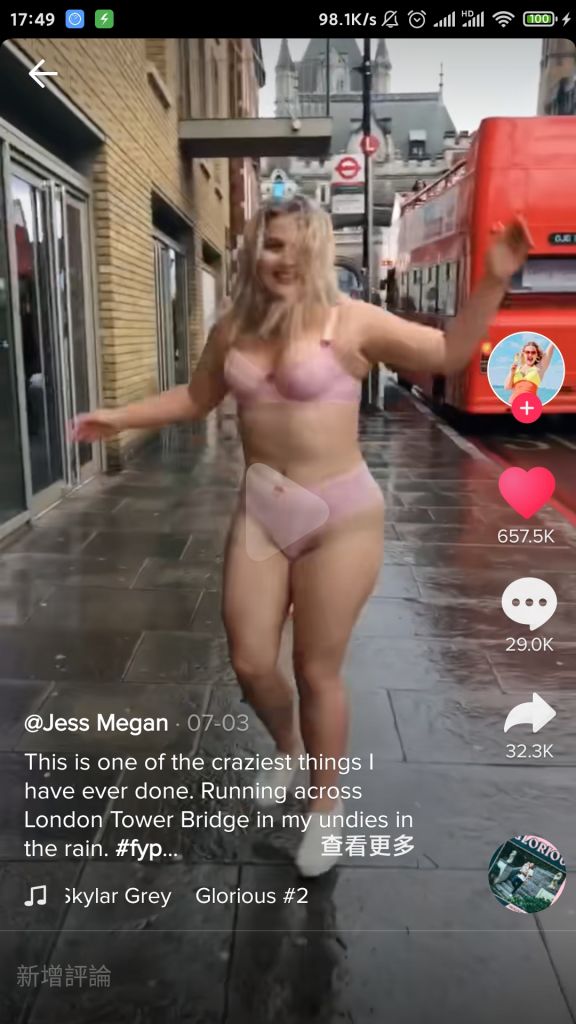 17:49
98.1K/s HD 100
L
657.5K
29.0K
@Jess Megan · 07-03
32.3K
This is one of the craziest things I
have ever done. Running across
London Tower Bridge in my undies in
the rain. #fyp... 查看更多
GLORIOU
Skylar Grey Glorious #2
新增評論